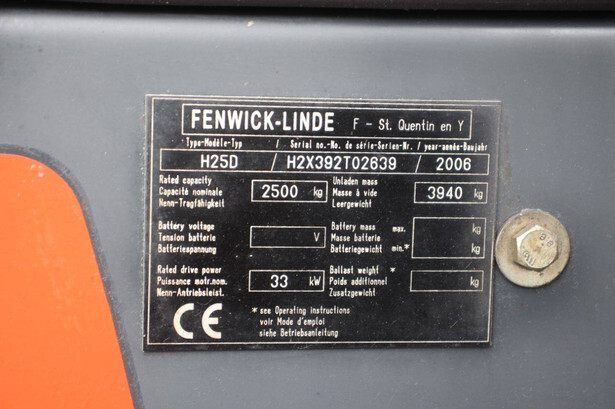 FENWICK-LINDE F - St. Quentin en Y
Type-Modèle-Typ / Serial no.-No. de série-Serien-Nr. / year-année-Baujahr
H25D / H2X392T02639 / 2006
Rated capacity
Capacité nominale 2500 kg
Nenn-Tragfähigkeit
Unladen mass
Masse à vide 3940 kg
Leergewicht
Battery voltage
Tension batterie V
Batteriespannung
Battery mass max. kg
Masse batterie
Batteriegewicht min.* kg
Rated drive power
Puissance motr.nom. 33 kW
Nenn-Antriebsleist.
Ballast weight *
Poids additionnel kg
Zusatzgewicht
CE
* see Operating instructions
voir Mode d'emploi
siehe Betriebsanleitung
8.8